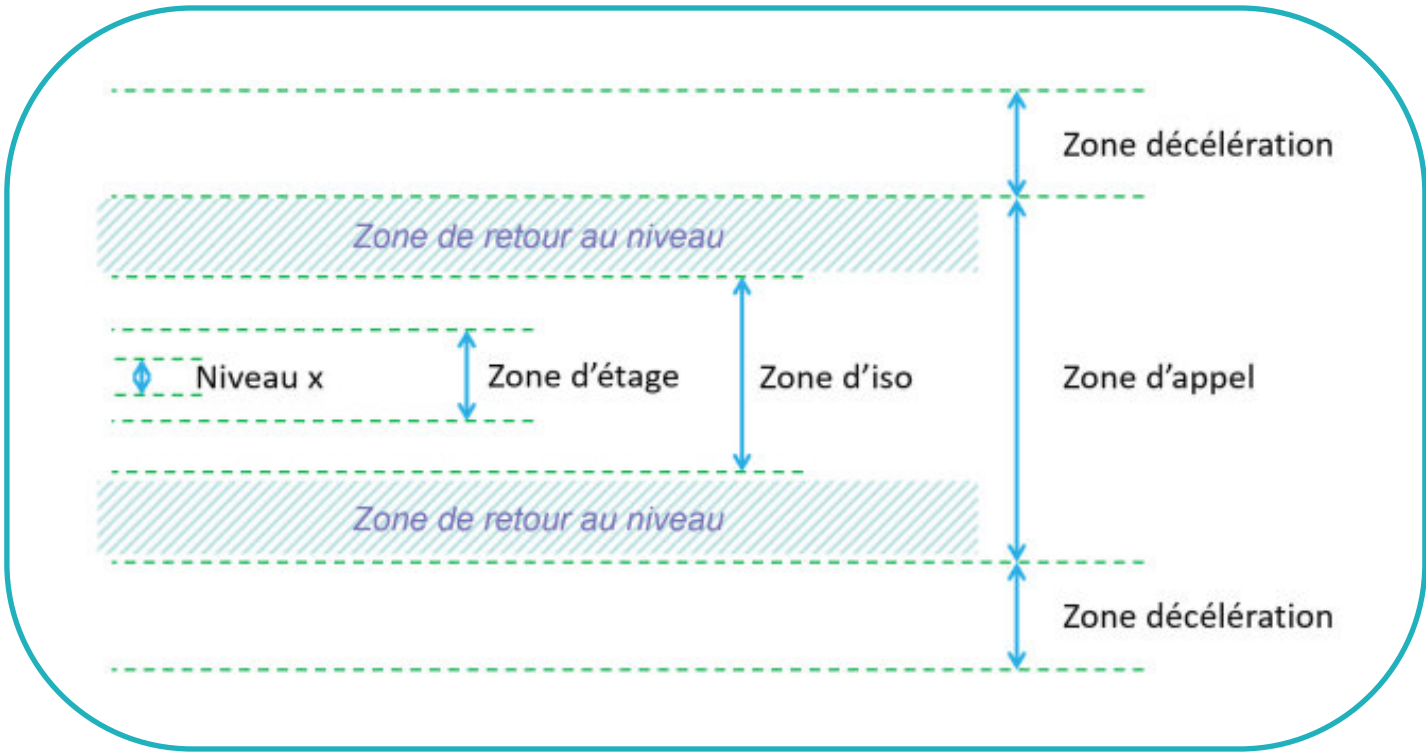 Zone décélération
Zone de retour au niveau
Niveau x
Zone d’étage
Zone d’iso
Zone d’appel
Zone de retour au niveau
Zone décélération